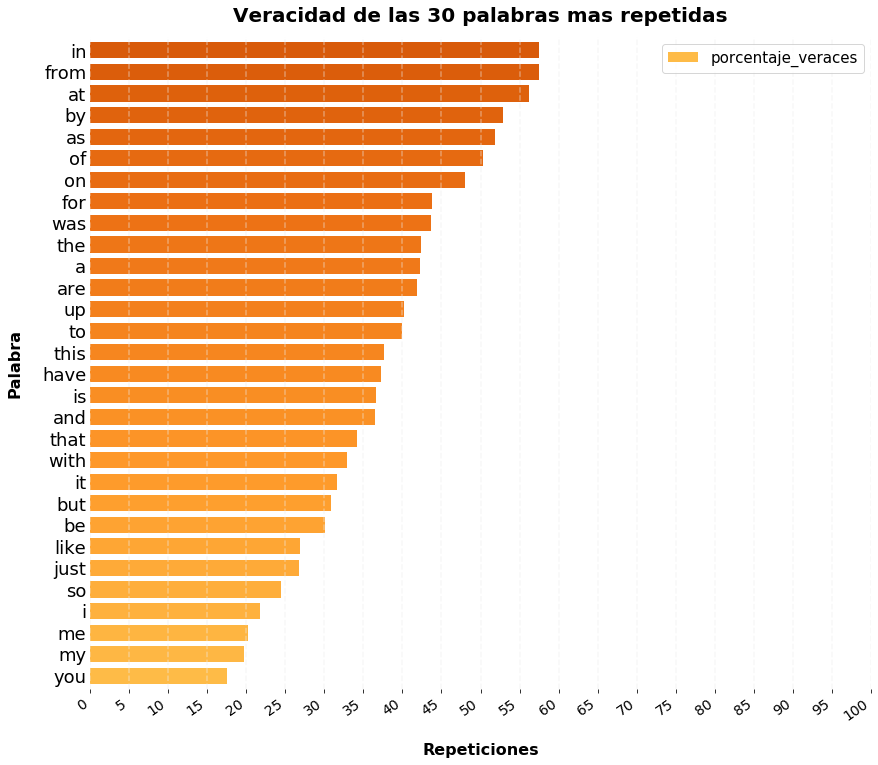 Veracidad de las 30 palabras mas repetidas
porcentaje_veraces
Palabra
in
from
at
by
as
of
on
for
was
the
a
are
up
to
this
have
is
and
that
with
it
but
be
like
just
so
i
me
my
you
0 5 10 15 20 25 30 35 40 45 50 55 60 65 70 75 80 85 90 95 100
Repeticiones